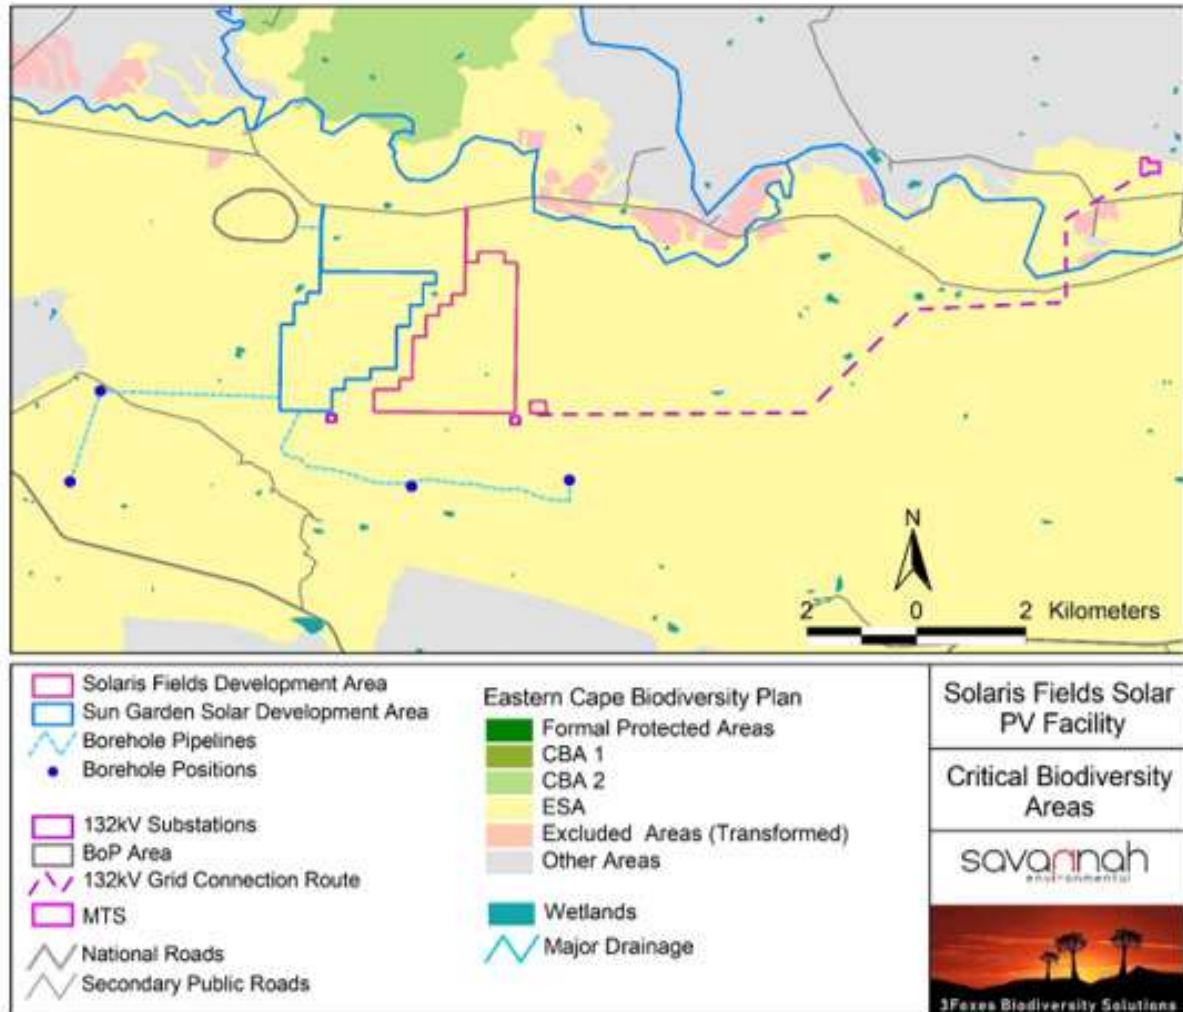 N
2 0 2 Kilometers
Solaris Fields Development Area
Sun Garden Solar Development Area
Borehole Pipelines
Borehole Positions
132kV Substations
BoP Area
132kV Grid Connection Route
MTS
National Roads
Secondary Public Roads
Eastern Cape Biodiversity Plan
Formal Protected Areas
CBA 1
CBA 2
ESA
Excluded Areas (Transformed)
Other Areas
Wetlands
Major Drainage
Solaris Fields Solar
PV Facility
Critical Biodiversity
Areas
savannah
environmental
3Foxes Biodiversity Solutions